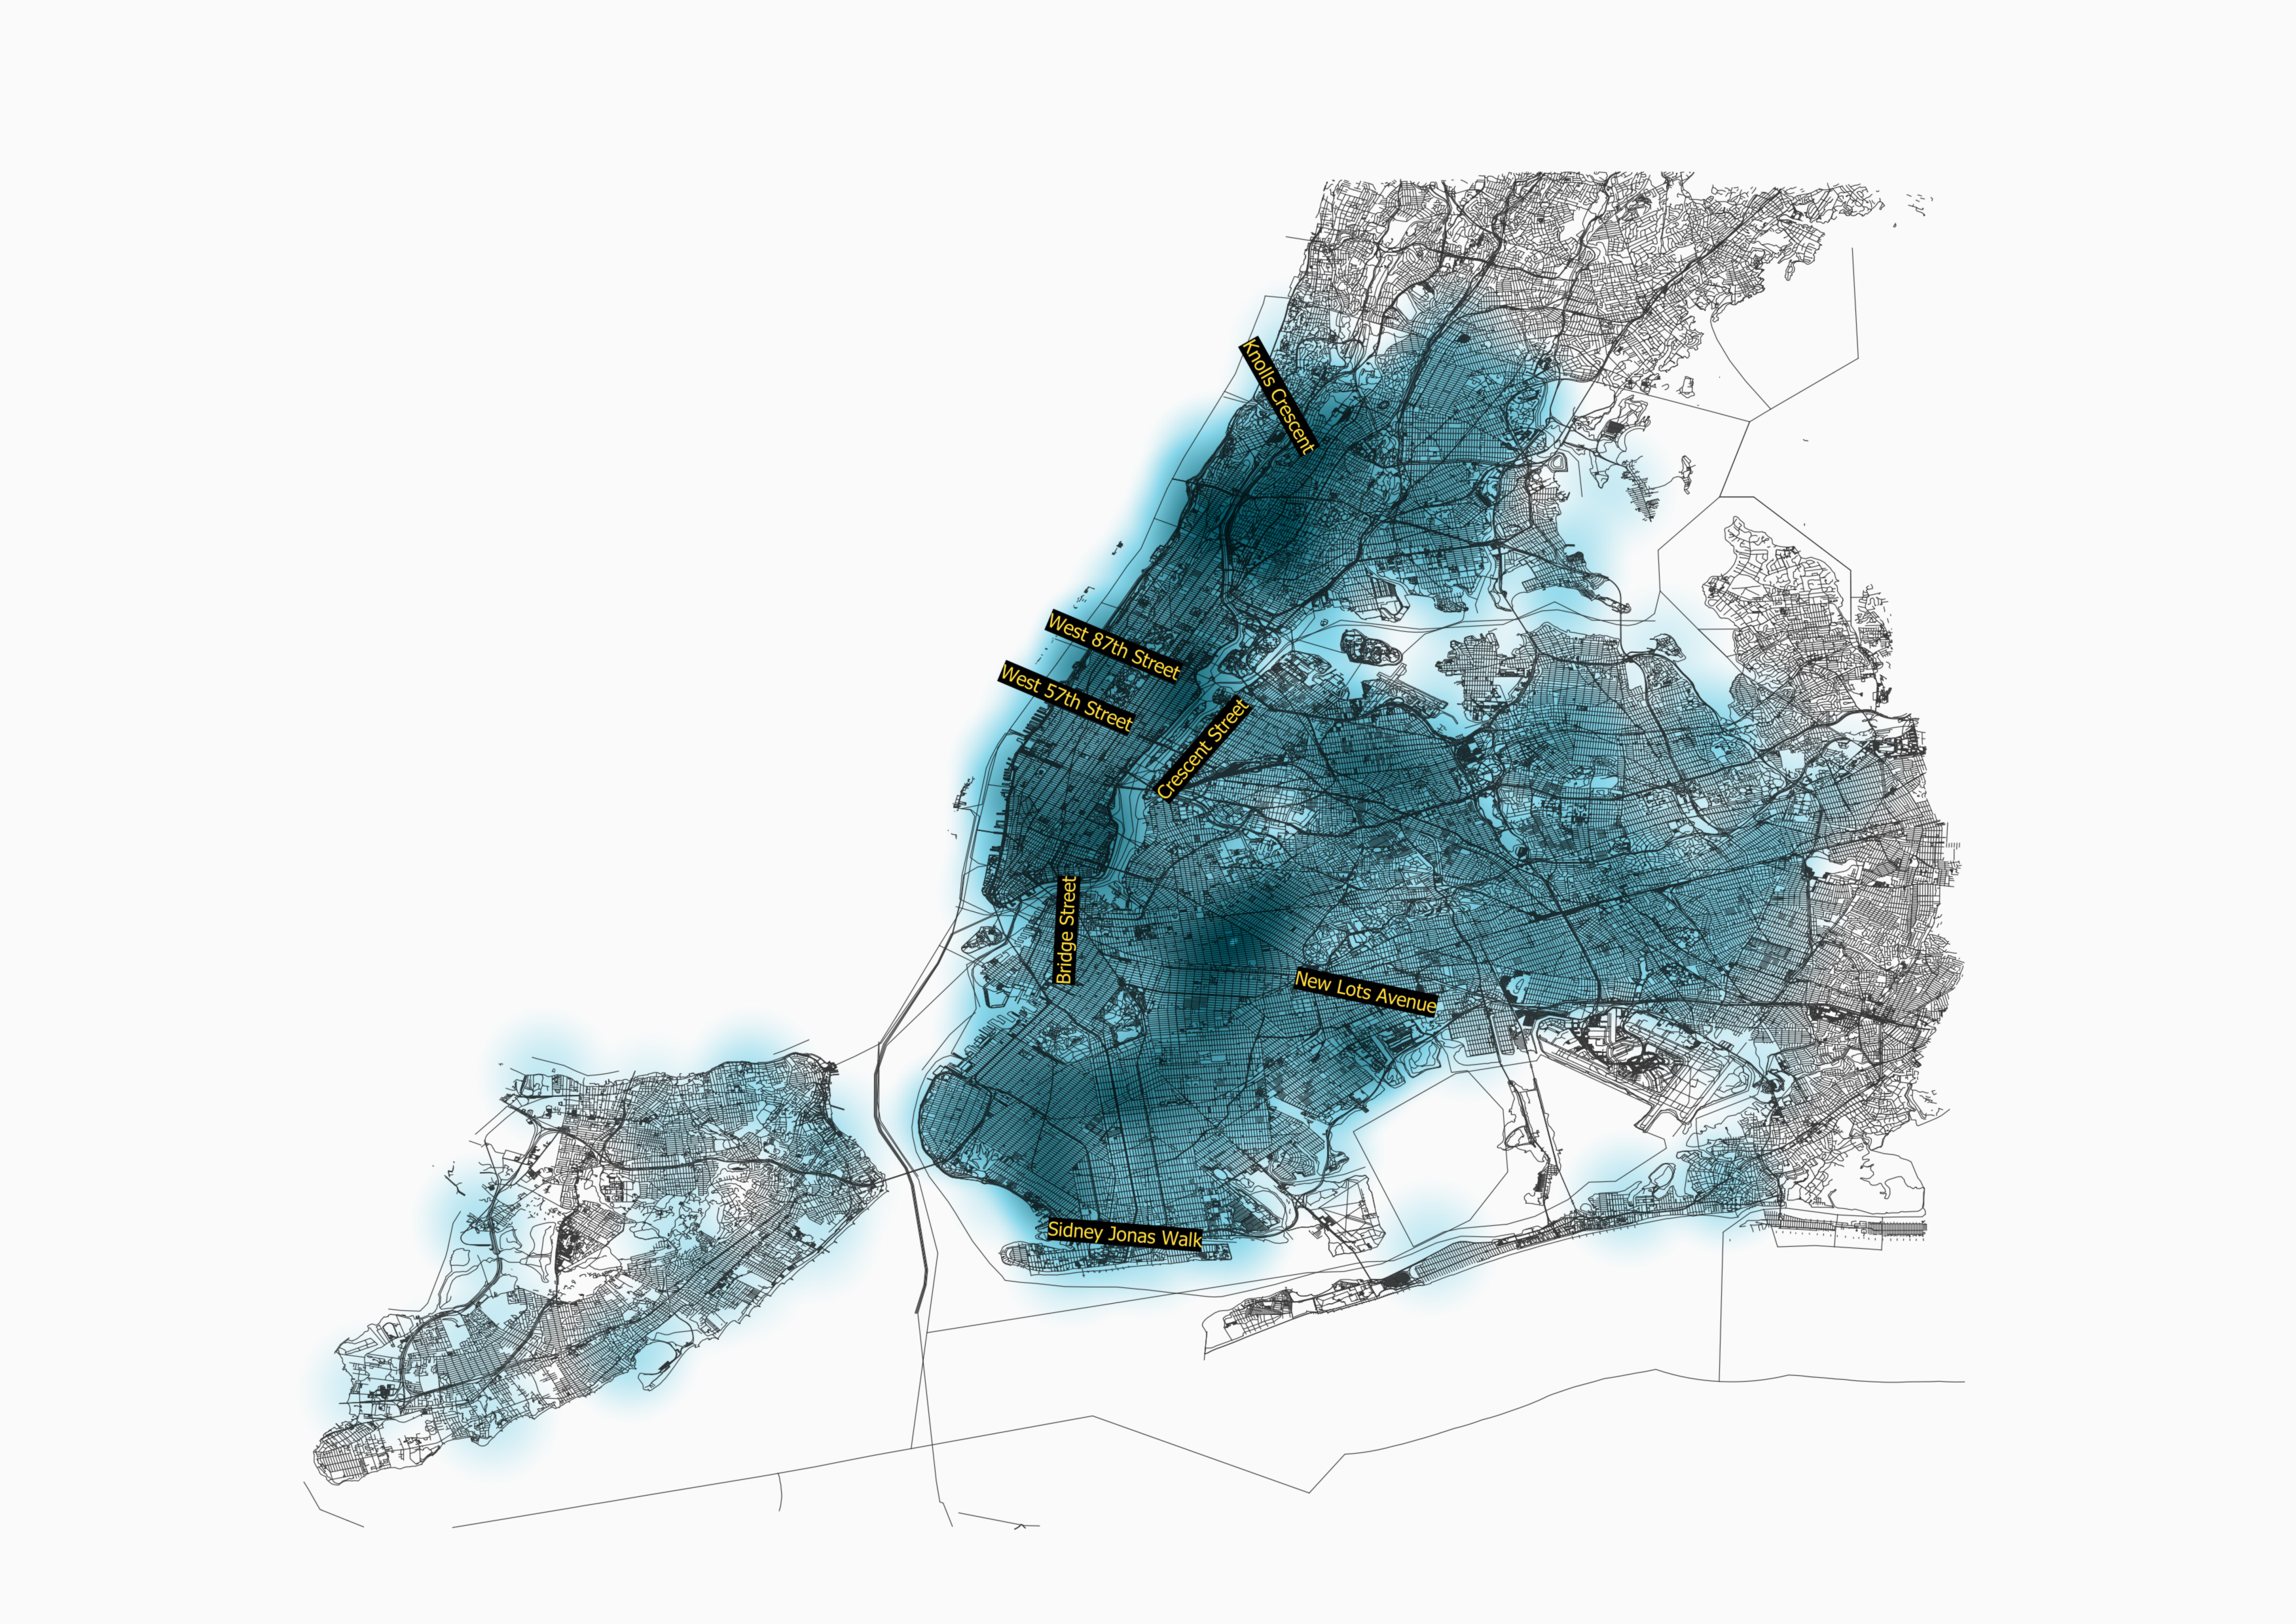 Knolls Crescent
West 87th Street
West 57th Street
Crescent Street
Bridge Street
New Lots Avenue
Sidney Jonas Walk